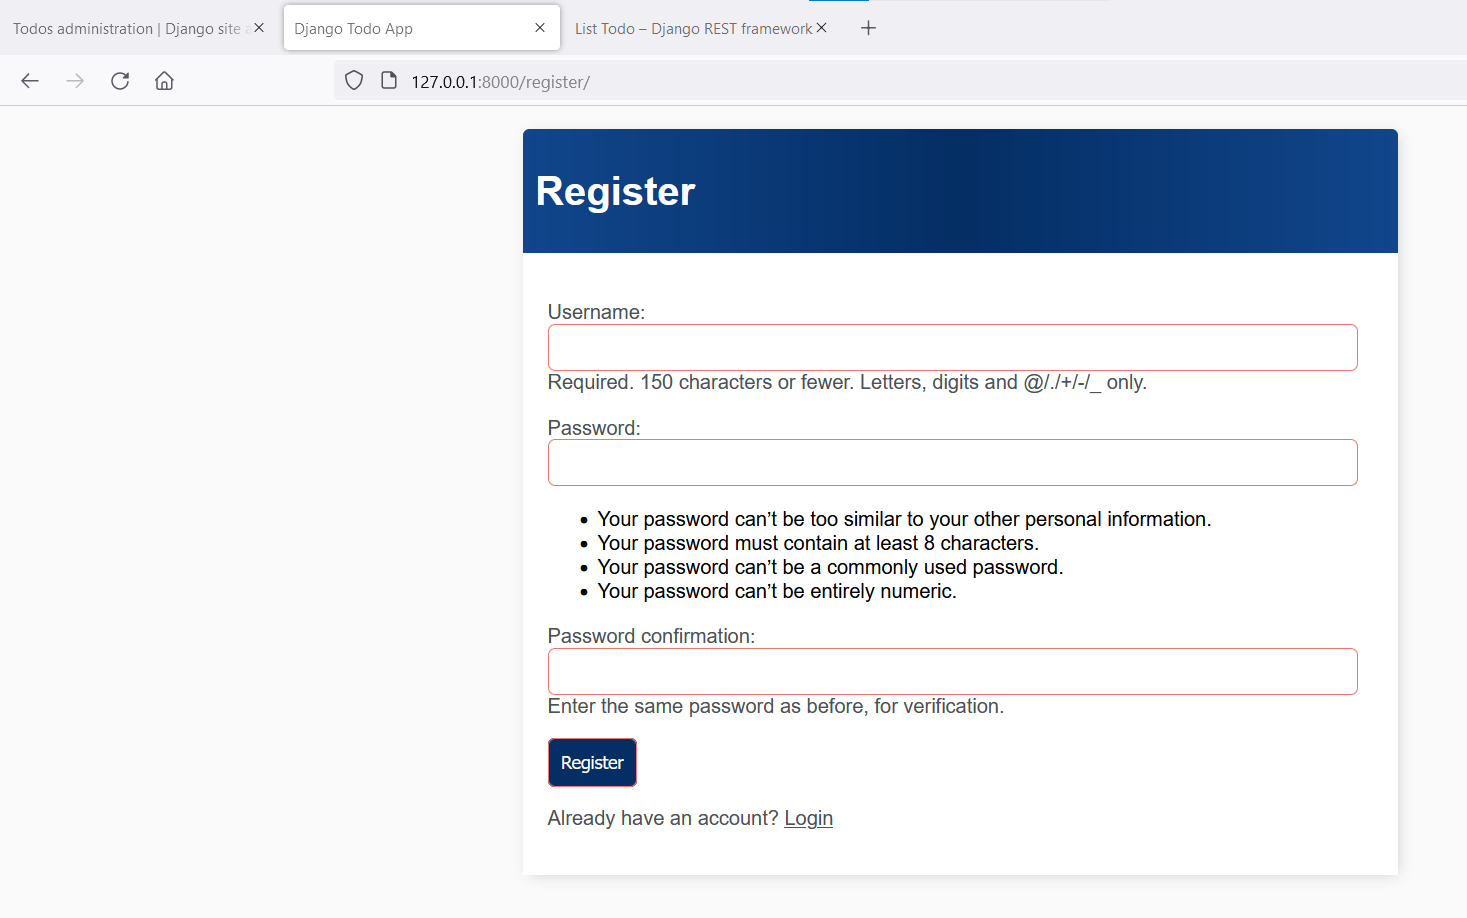 Todos administration | Django site a
Django Todo App
List Todo – Django REST framework
127.0.0.1:8000/register/
Register
Username:
Required. 150 characters or fewer. Letters, digits and @/./+/-/_ only.
Password:
• Your password can’t be too similar to your other personal information.
• Your password must contain at least 8 characters.
• Your password can’t be a commonly used password.
• Your password can’t be entirely numeric.
Password confirmation:
Enter the same password as before, for verification.
Register
Already have an account? Login